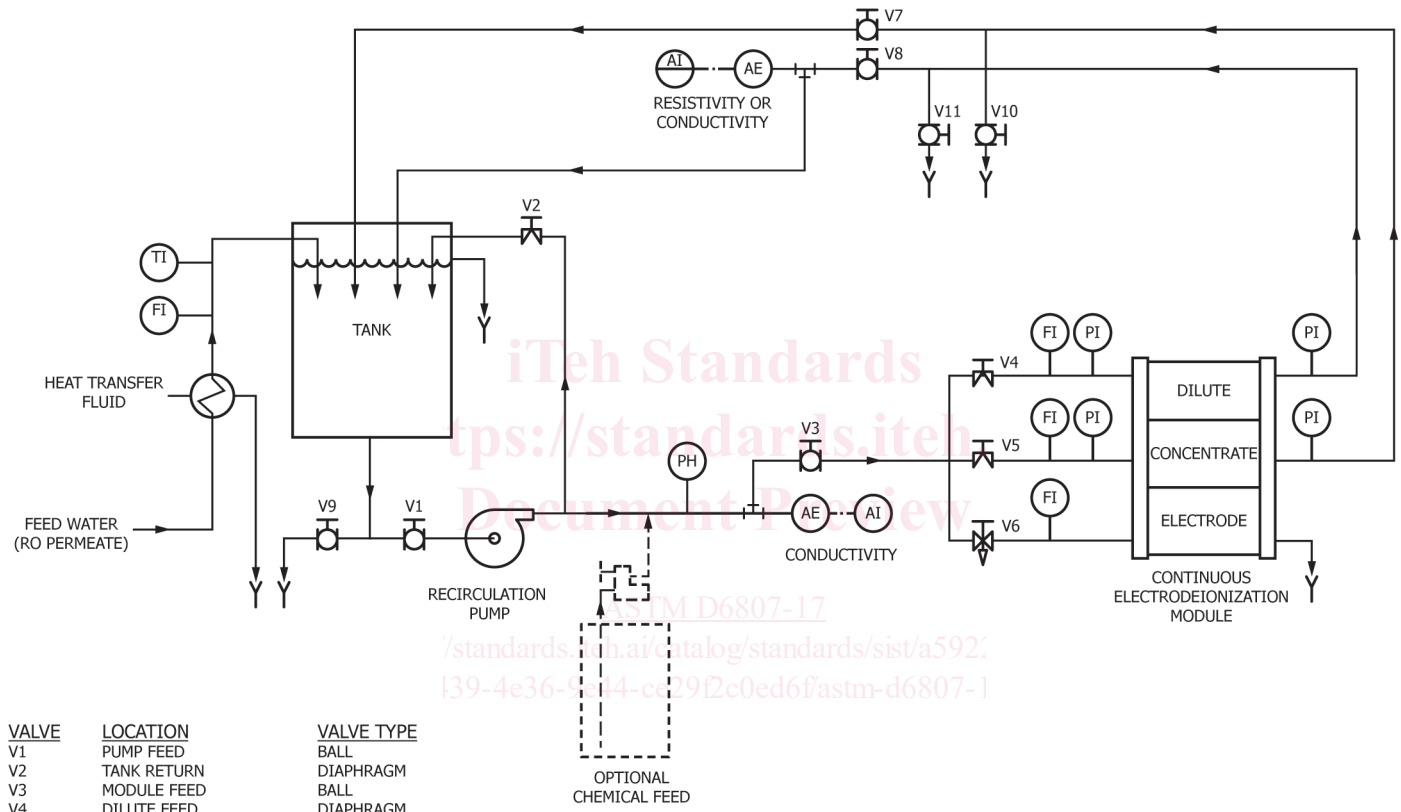 V7
V8
AI
AE
RESISTIVITY OR
CONDUCTIVITY
V11
V10
V2
TI
FI
TANK
HEAT TRANSFER
FLUID
FEED WATER
(RO PERMEATE)
V9
V1
RECIRCULATION
PUMP
PH
V3
AE
AI
CONDUCTIVITY
OPTIONAL
CHEMICAL FEED
V4
FI
PI
V5
FI
PI
V6
FI
DILUTE
CONCENTRATE
ELECTRODE
PI
PI
CONTINUOUS
ELECTRODEIONIZATION
MODULE
iTeh Standards
tps://standards.iteh
Document Preview
ASTM D6807-17
/standards.iteh.ai/catalog/standards/sist/a592
439-4e36-9e44-ce29f2c0ed6f/astm-d6807-1
VALVE LOCATION VALVE TYPE
V1 PUMP FEED BALL
V2 TANK RETURN DIAPHRAGM
V3 MODULE FEED BALL
V4 DILUTE FEED DIAPHRAGM